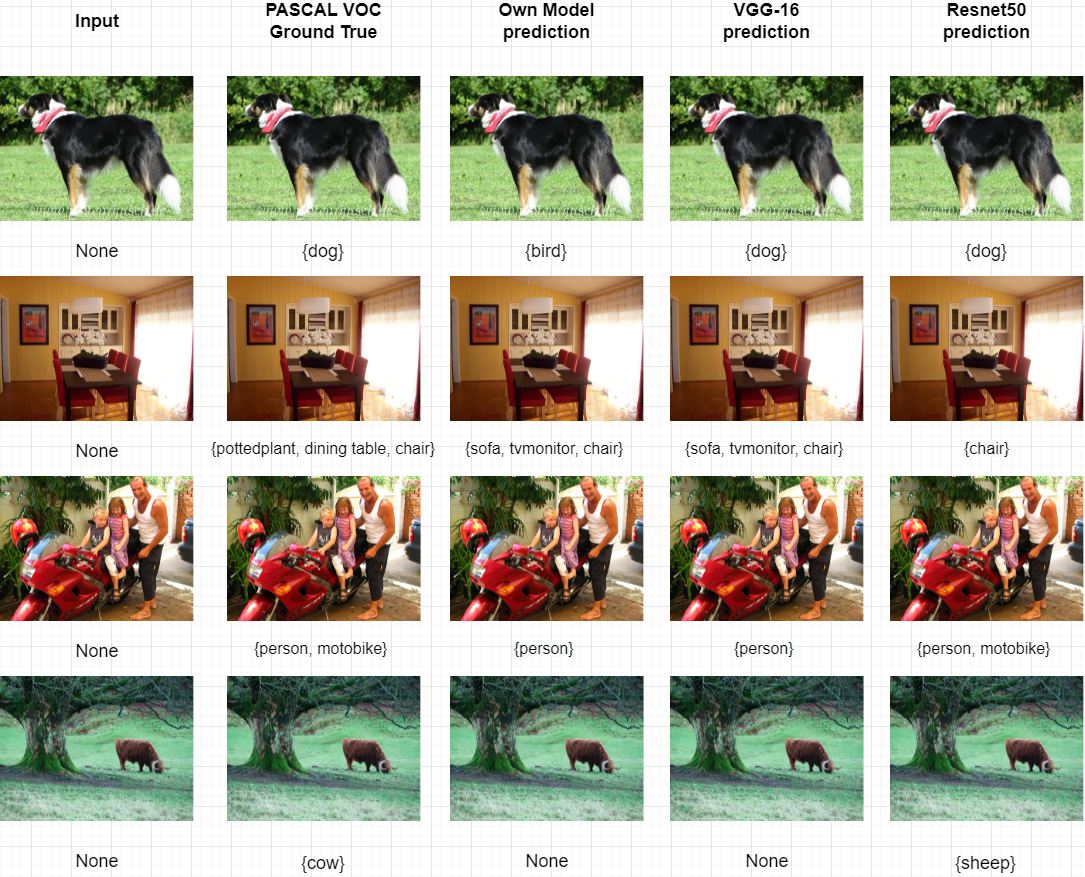 Input
PASCAL VOC
Ground True
Own Model
prediction
VGG-16
prediction
Resnet50
prediction
None
{dog}
{bird}
{dog}
{dog}
None
{pottedplant, dining table, chair}
{sofa, tvmonitor, chair}
{sofa, tvmonitor, chair}
{chair}
None
{person, motobike}
{person}
{person}
{person, motobike}
None
{cow}
None
None
{sheep}